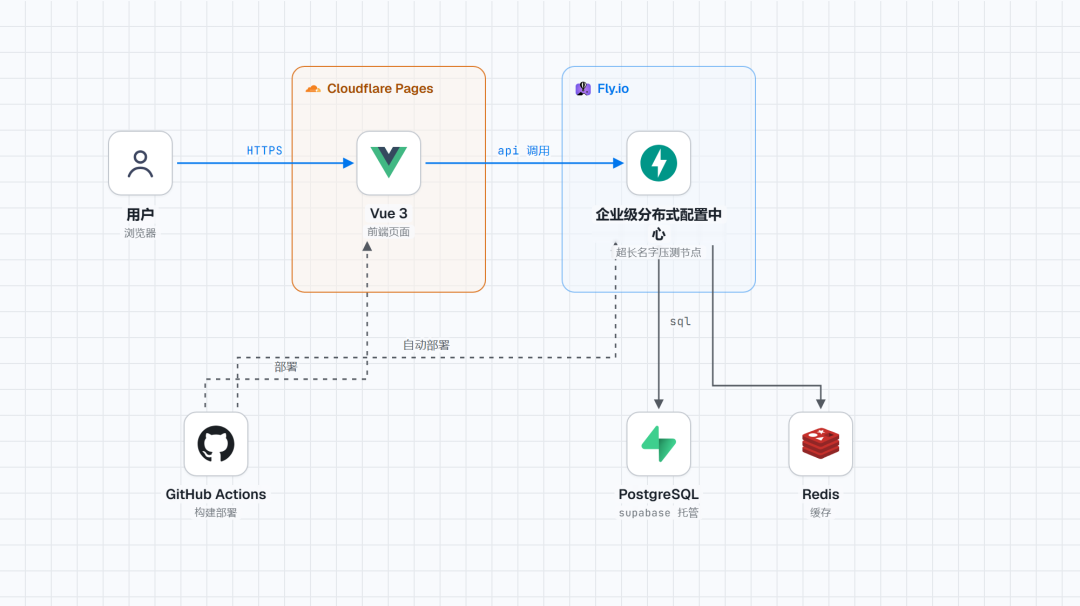 Cloudflare Pages
Fly.io
HTTPS
api 调用
用户
浏览器
Vue 3
前端页面
企业级分布式配置中
心
超长名字压测节点
sql
自动部署
部署
GitHub Actions
构建部署
PostgreSQL
supabase 托管
Redis
缓存